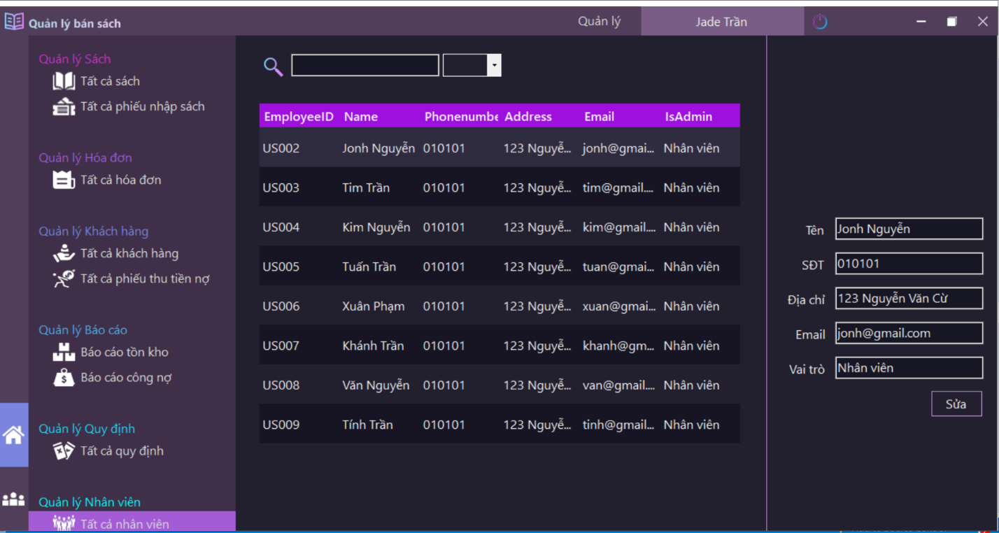 Quản lý bán sách
Quản lý
Jade Trần
Quản lý Sách
Tất cả sách
Tất cả phiếu nhập sách
Quản lý Hóa đơn
Tất cả hóa đơn
Quản lý Khách hàng
Tất cả khách hàng
Tất cả phiếu thu tiền nợ
Quản lý Báo cáo
Báo cáo tồn kho
Báo cáo công nợ
Quản lý Quy định
Tất cả quy định
Quản lý Nhân viên
Tất cả nhân viên
EmployeeID Name Phonenumbe Address Email IsAdmin
US002 Jonh Nguyễn 010101 123 Nguyễ... jonh@gmai... Nhân viên
US003 Tim Trần 010101 123 Nguyễ... tim@gmail.... Nhân viên
US004 Kim Nguyễn 010101 123 Nguyễ... kim@gmail.... Nhân viên
US005 Tuấn Trần 010101 123 Nguyễ... tuan@gmai... Nhân viên
US006 Xuân Phạm 010101 123 Nguyễ... xuan@gmai... Nhân viên
US007 Khánh Trần 010101 123 Nguyễ... khanh@gm... Nhân viên
US008 Văn Nguyễn 010101 123 Nguyễ... van@gmail.... Nhân viên
US009 Tính Trần 010101 123 Nguyễ... tinh@gmail... Nhân viên
Tên Jonh Nguyễn
SĐT 010101
Địa chỉ 123 Nguyễn Văn Cừ
Email jonh@gmail.com
Vai trò Nhân viên
Sửa